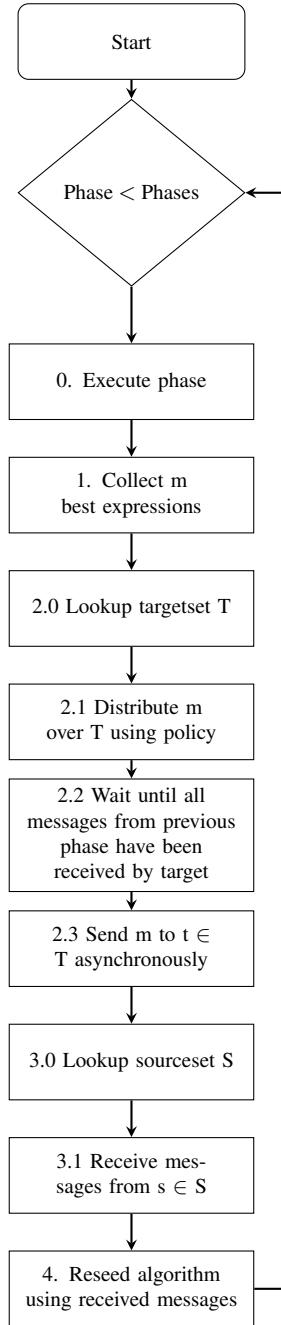 Start
Phase < Phases
0. Execute phase
1. Collect m
best expressions
2.0 Lookup targetset T
2.1 Distribute m
over T using policy
2.2 Wait until all
messages from previous
phase have been
received by target
2.3 Send m to t ∈
T asynchronously
3.0 Lookup sourceset S
3.1 Receive mes-
sages from s ∈ S
4. Reseed algorithm
using received messages